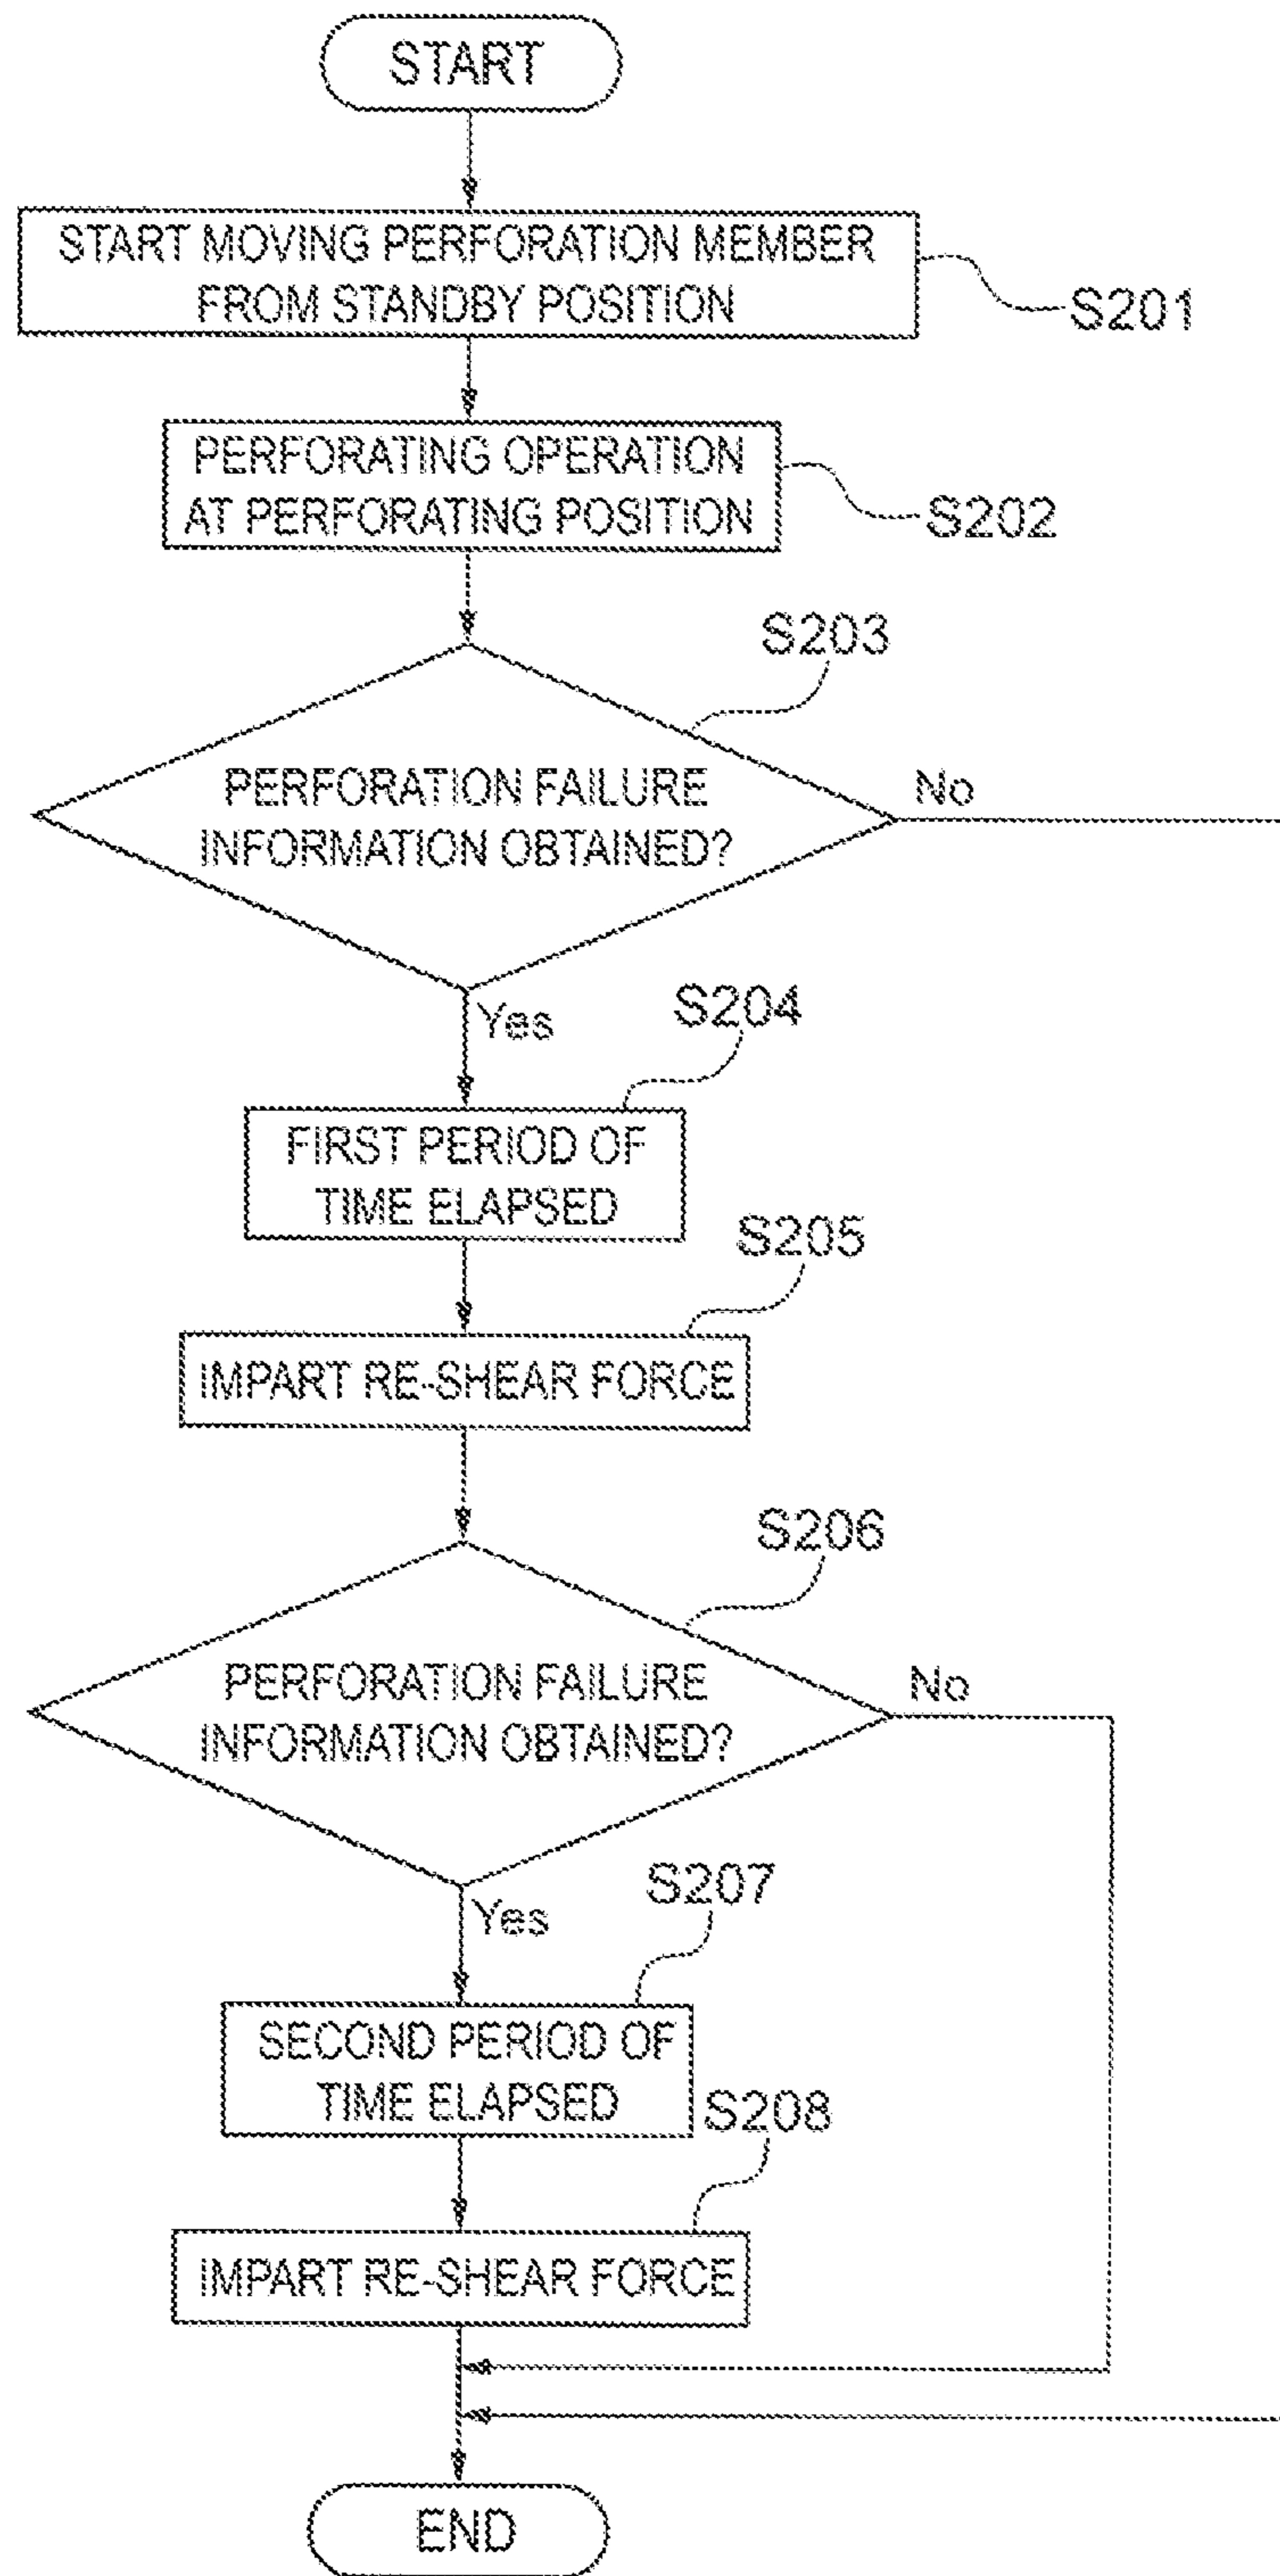 START
START MOVING PERFORATION MEMBER
FROM STANDBY POSITION
S201
PERFORATING OPERATION
AT PERFORATING POSITION
S202
S203
PERFORATION FAILURE
INFORMATION OBTAINED?
No
Yes
S204
FIRST PERIOD OF
TIME ELAPSED
S205
IMPART RE-SHEAR FORCE
S206
PERFORATION FAILURE
INFORMATION OBTAINED?
No
Yes
S207
SECOND PERIOD OF
TIME ELAPSED
S208
IMPART RE-SHEAR FORCE
END